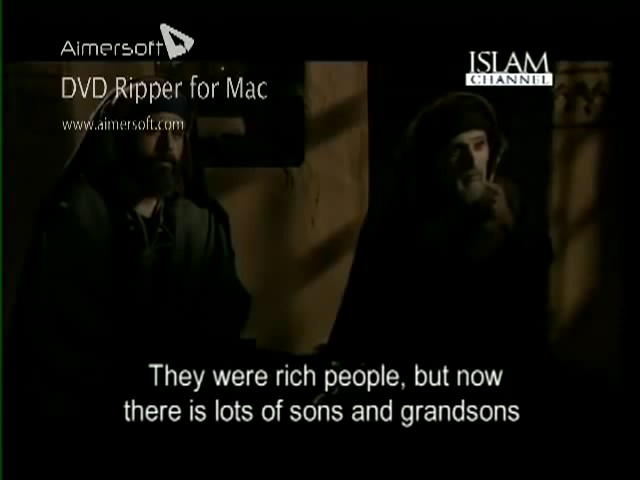 Aimersoft
DVD Ripper for Mac
www.aimersoft.com
ISLAM
CHANNEL
They were rich people, but now
there is lots of sons and grandsons